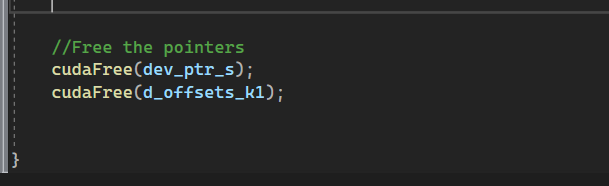 //Free the pointers
cudaFree(dev_ptr_s);
cudaFree(d_offsets_k1);
}